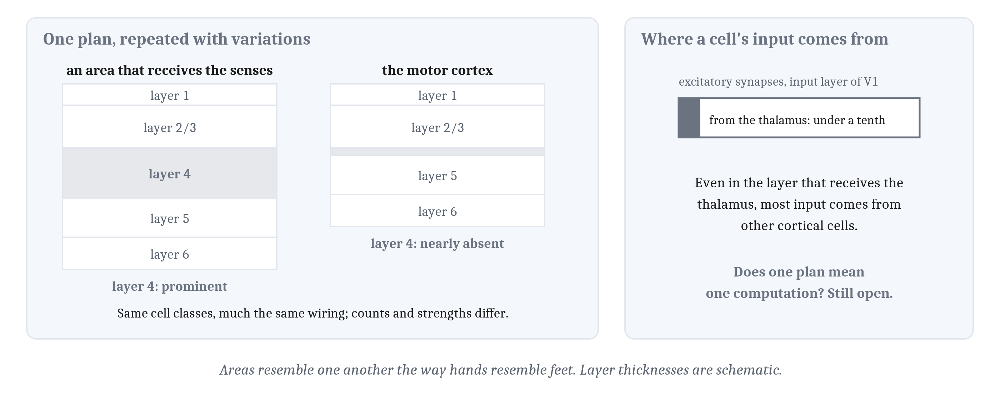 One plan, repeated with variations
an area that receives the senses
layer 1
layer 2/3
layer 4
layer 5
layer 6
layer 4: prominent
the motor cortex
layer 1
layer 2/3
layer 5
layer 6
layer 4: nearly absent
Same cell classes, much the same wiring; counts and strengths differ.
Where a cell's input comes from
excitatory synapses, input layer of V1
from the thalamus: under a tenth
Even in the layer that receives the
thalamus, most input comes from
other cortical cells.
Does one plan mean
one computation? Still open.
Areas resemble one another the way hands resemble feet. Layer thicknesses are schematic.